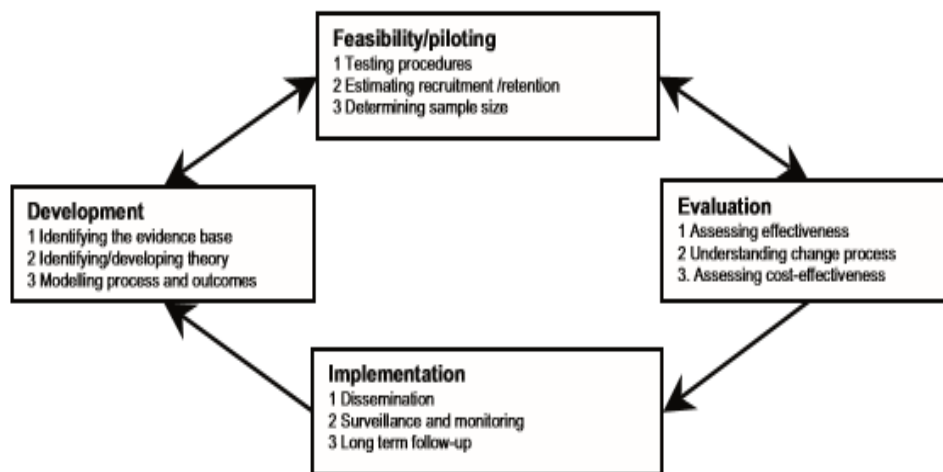 Feasibility/piloting
1 Testing procedures
2 Estimating recruitment /retention
3 Determining sample size
Development
1 Identifying the evidence base
2 Identifying/developing theory
3 Modelling process and outcomes
Evaluation
1 Assessing effectiveness
2 Understanding change process
3. Assessing cost-effectiveness
Implementation
1 Dissemination
2 Surveillance and monitoring
3 Long term follow-up